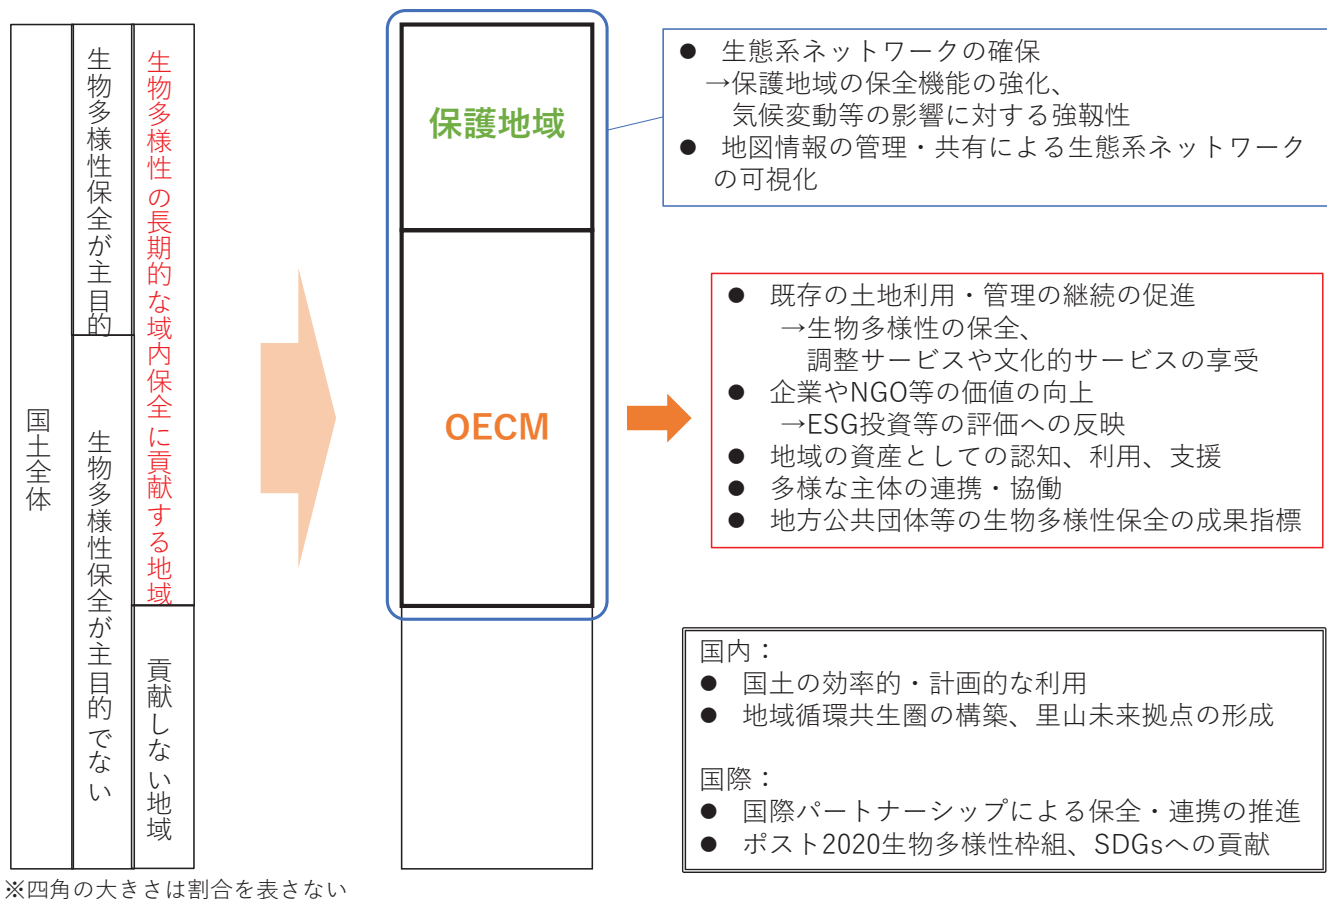 国土全体
生物多様性保全が主目的
生物多様性保全が主目的でない
生物多様性の長期的な域内保全に貢献する地域
貢献しない地域
保護地域
OECM
● 生態系ネットワークの確保
→保護地域の保全機能の強化、
気候変動等の影響に対する強靱性
● 地図情報の管理・共有による生態系ネットワーク
の可視化
● 既存の土地利用・管理の継続の促進
→生物多様性の保全、
調整サービスや文化的サービスの享受
● 企業やNGO等の価値の向上
→ESG投資等の評価への反映
● 地域の資産としての認知、利用、支援
● 多様な主体の連携・協働
● 地方公共団体等の生物多様性保全の成果指標
国内：
● 国土の効率的・計画的な利用
● 地域循環共生圏の構築、里山未来拠点の形成
国際：
● 国際パートナーシップによる保全・連携の推進
● ポスト2020生物多様性枠組、SDGsへの貢献
※四角の大きさは割合を表さない